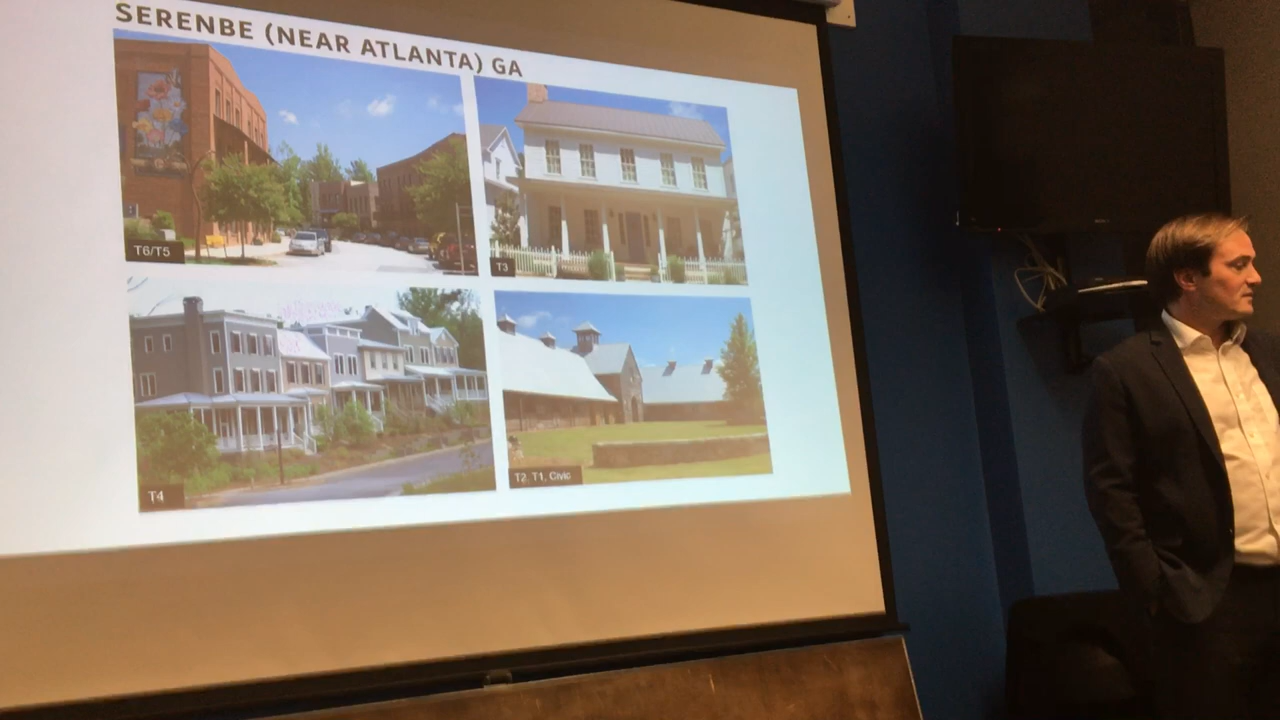 SERENBE (NEAR ATLANTA) GA
T6/T5
T3
T4
T2, T1, Civic